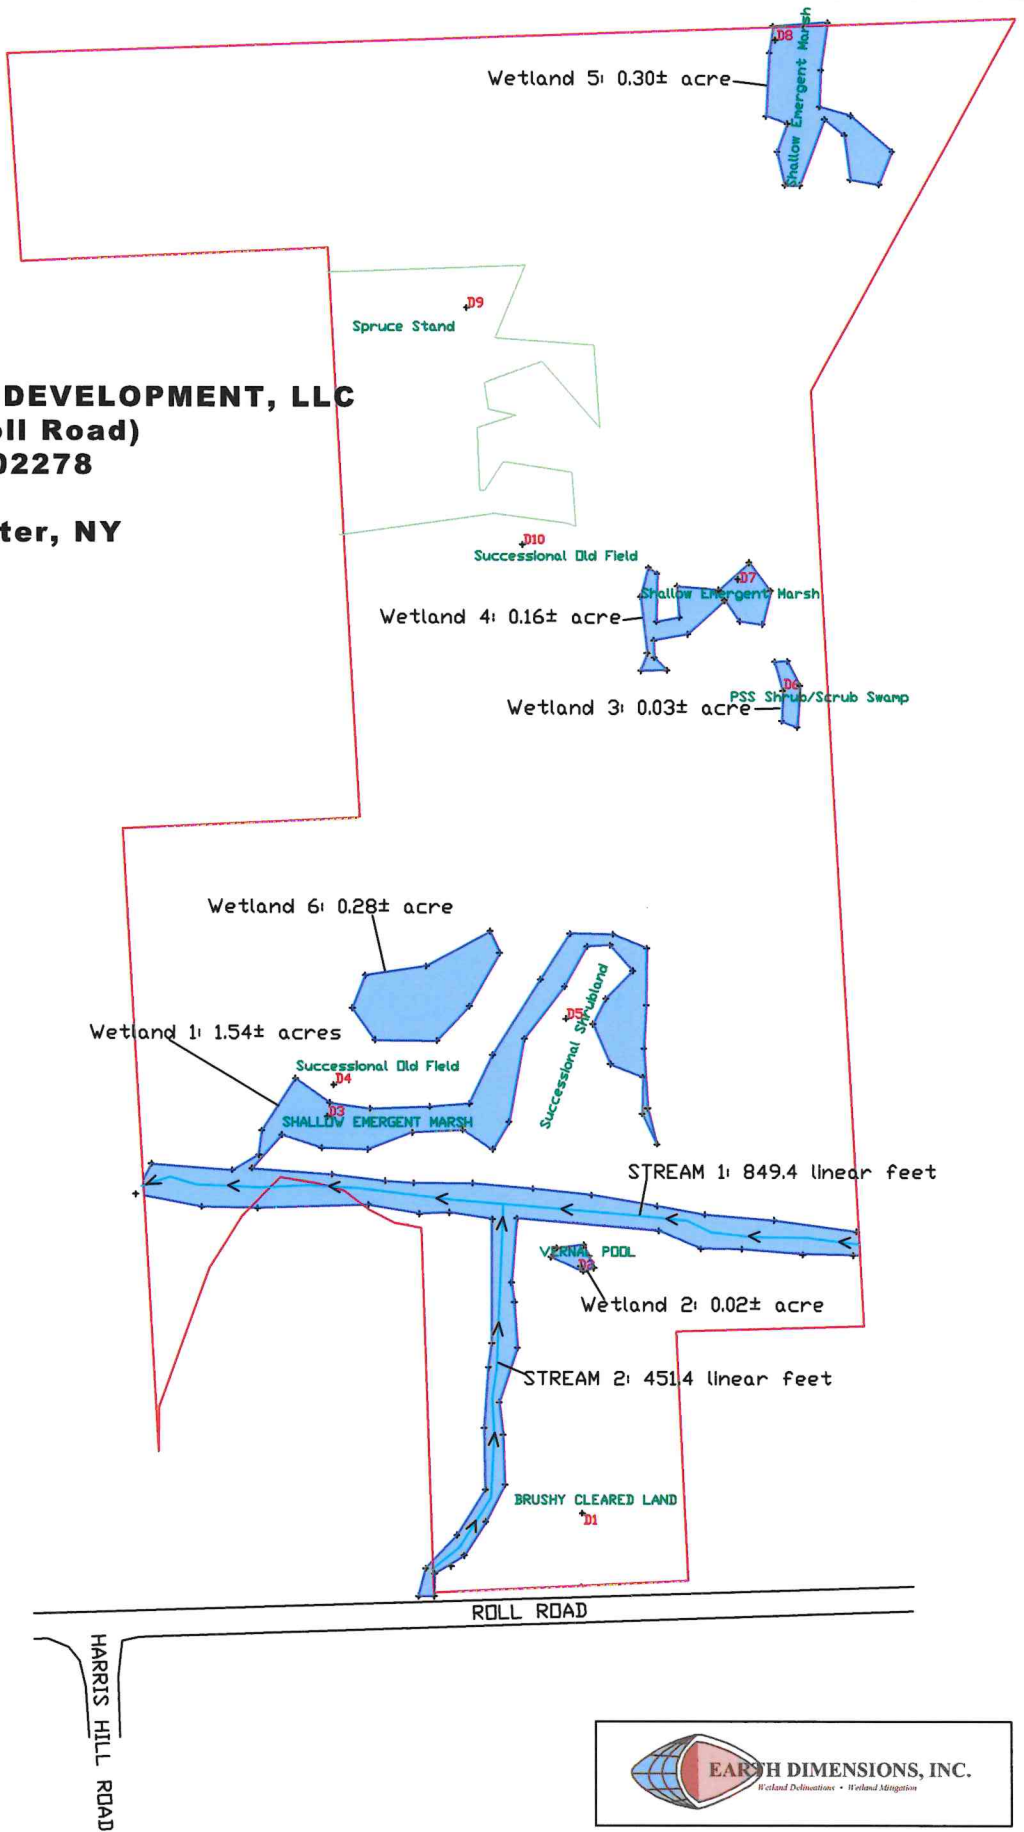 D8
Shallow Emergent Marsh
Wetland 5: 0.30± acre
D9
Spruce Stand
DEVELOPMENT, LLC
oll Road)
02278
ter, NY
D10
Successional Old Field
D7
Shallow Emergent Marsh
Wetland 4: 0.16± acre
D6
PSS Shrub/Scrub Swamp
Wetland 3: 0.03± acre
Wetland 6: 0.28± acre
Successional Shrubland
D5
Wetland 1: 1.54± acres
Successional Old Field
D4
D3
SHALLOW EMERGENT MARSH
STREAM 1: 849.4 linear feet
VERNAL POOL
D2
Wetland 2: 0.02± acre
STREAM 2: 451.4 linear feet
BRUSHY CLEARED LAND
D1
ROLL ROAD
HARRIS HILL ROAD
EARTH DIMENSIONS, INC.
Wetland Delineations • Wetland Mitigation